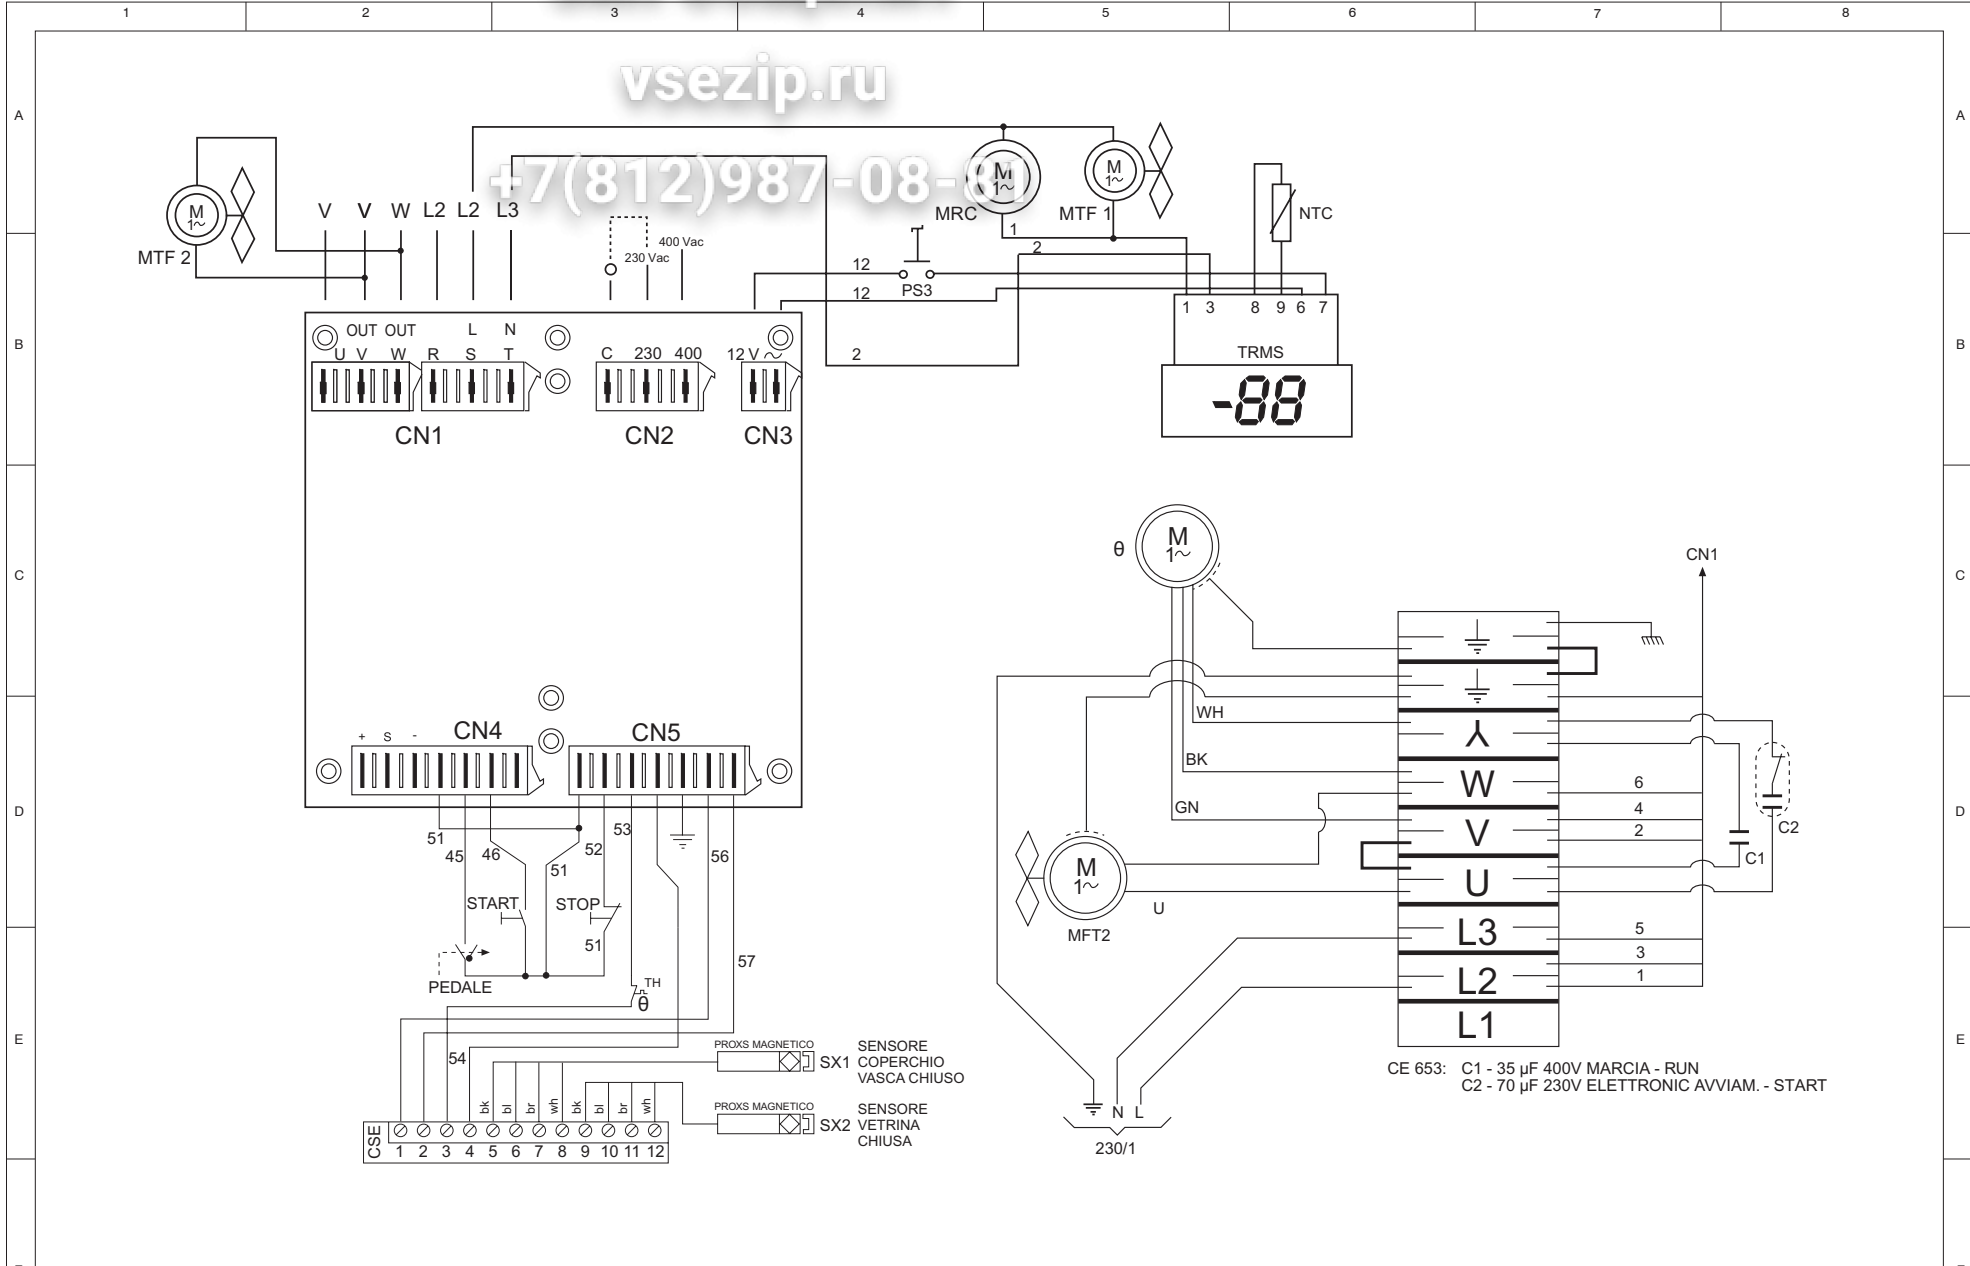 1 2 3 4 5 6 7 8
vsezip.ru
A A
+7(812)987-08-81
M
1~
M
1~
M
1~
MRC MTF 1 NTC
V V W L2 L2 L3
MTF 2
400 Vac
230 Vac
1
2
12
PS3
12
1 3 8 9 6 7
B B
OUT OUT L N
U V W R S T C 230 400 12 V ~
2
TRMS
-88
CN1 CN2 CN3
M
1~
θ
CN1
C C
WH
BK
GN
⅄
W
V
U
L3
L2
L1
6
4
2
5
3
1
C1
C2
+ S -
CN4 CN5
D D
51 45 46 51 52 53 56
M
1~
U
MFT2
START STOP
51
57
PEDALE
TH
θ
E E
54
PROXS MAGNETICO
SX1
SENSORE
COPERCHIO
VASCA CHIUSO
bk bl br wh bk bl br wh
PROXS MAGNETICO
SX2
SENSORE
VETRINA
CHIUSA
CSE
1 2 3 4 5 6 7 8 9 10 11 12
N L
230/1
CE 653: C1 - 35 µF 400V MARCIA - RUN
C2 - 70 µF 230V ELETTRONIC AVVIAM. - START